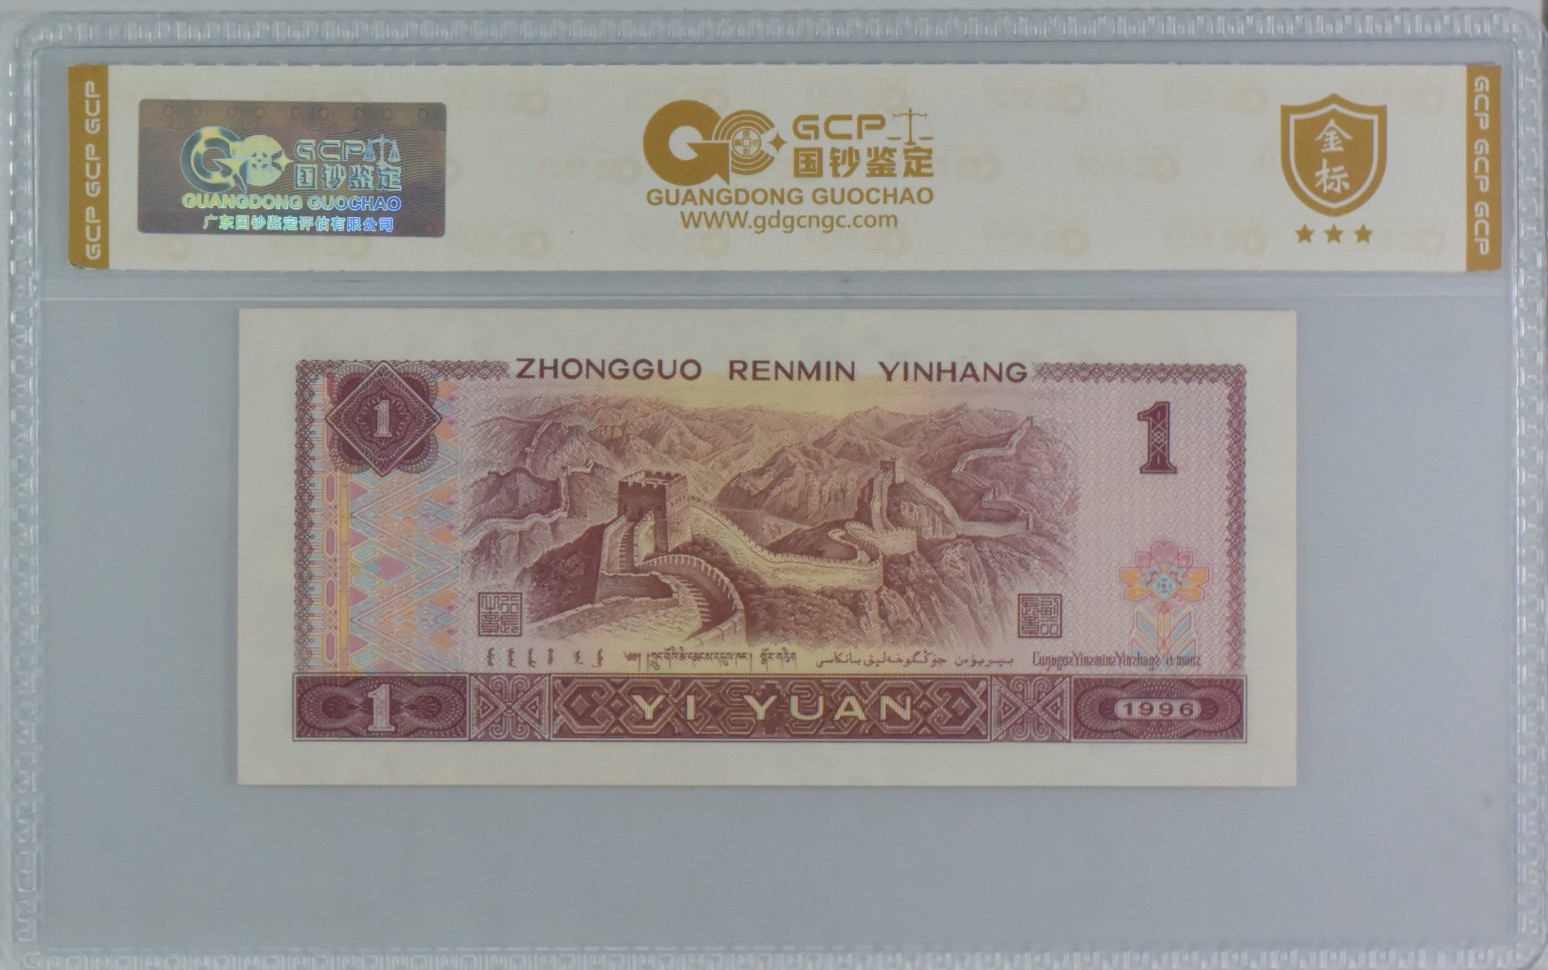 GCP GCP GCP
GCP
国钞鉴定
GUANGDONG GUOCHAO
广东国钞鉴定评估有限公司
GCP
国钞鉴定
GUANGDONG GUOCHAO
WWW.gdgcngc.com
金
标
GCP GCP GCP
ZHONGGUO RENMIN YINHANG
1
1
1
YI YUAN
1996